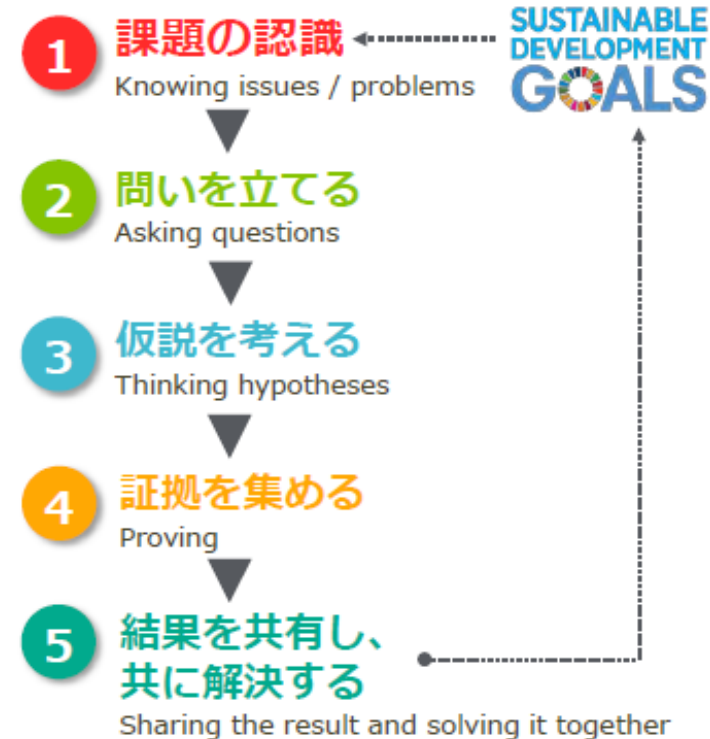 1
課題の認識
Knowing issues / problems
SUSTAINABLE
DEVELOPMENT
GOALS
2
問いを立てる
Asking questions
3
仮説を考える
Thinking hypotheses
4
証拠を集める
Proving
5
結果を共有し、
共に解決する
Sharing the result and solving it together